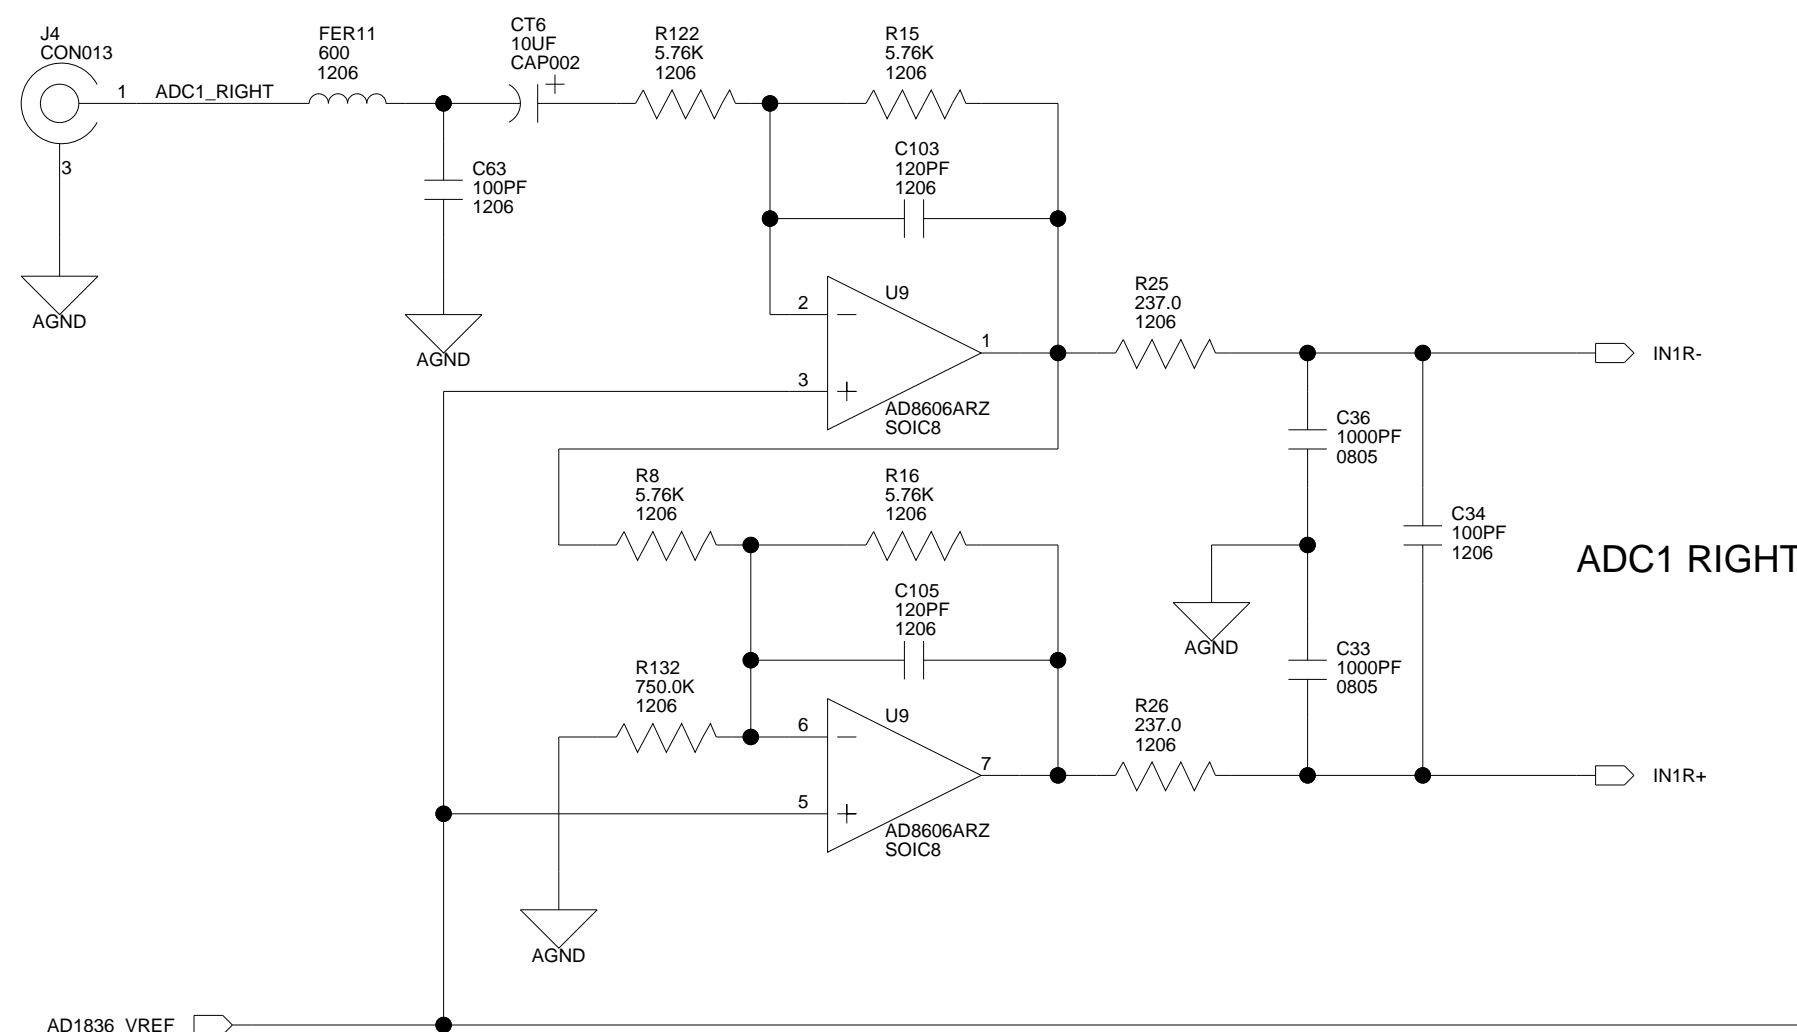 J4
CON013
1
ADC1_RIGHT
3
AGND
FER11
600
1206
C63
100PF
1206
AGND
CT6
10UF
CAP002
+
R122
5.76K
1206
R15
5.76K
1206
C103
120PF
1206
U9
2
−
3
+
1
AD8606ARZ
SOIC8
R25
237.0
1206
IN1R-
C36
1000PF
0805
C34
100PF
1206
ADC1 RIGHT
AGND
C33
1000PF
0805
R8
5.76K
1206
R16
5.76K
1206
C105
120PF
1206
R132
750.0K
1206
U9
6
−
5
+
7
AD8606ARZ
SOIC8
R26
237.0
1206
IN1R+
AGND
AD1836_VREF